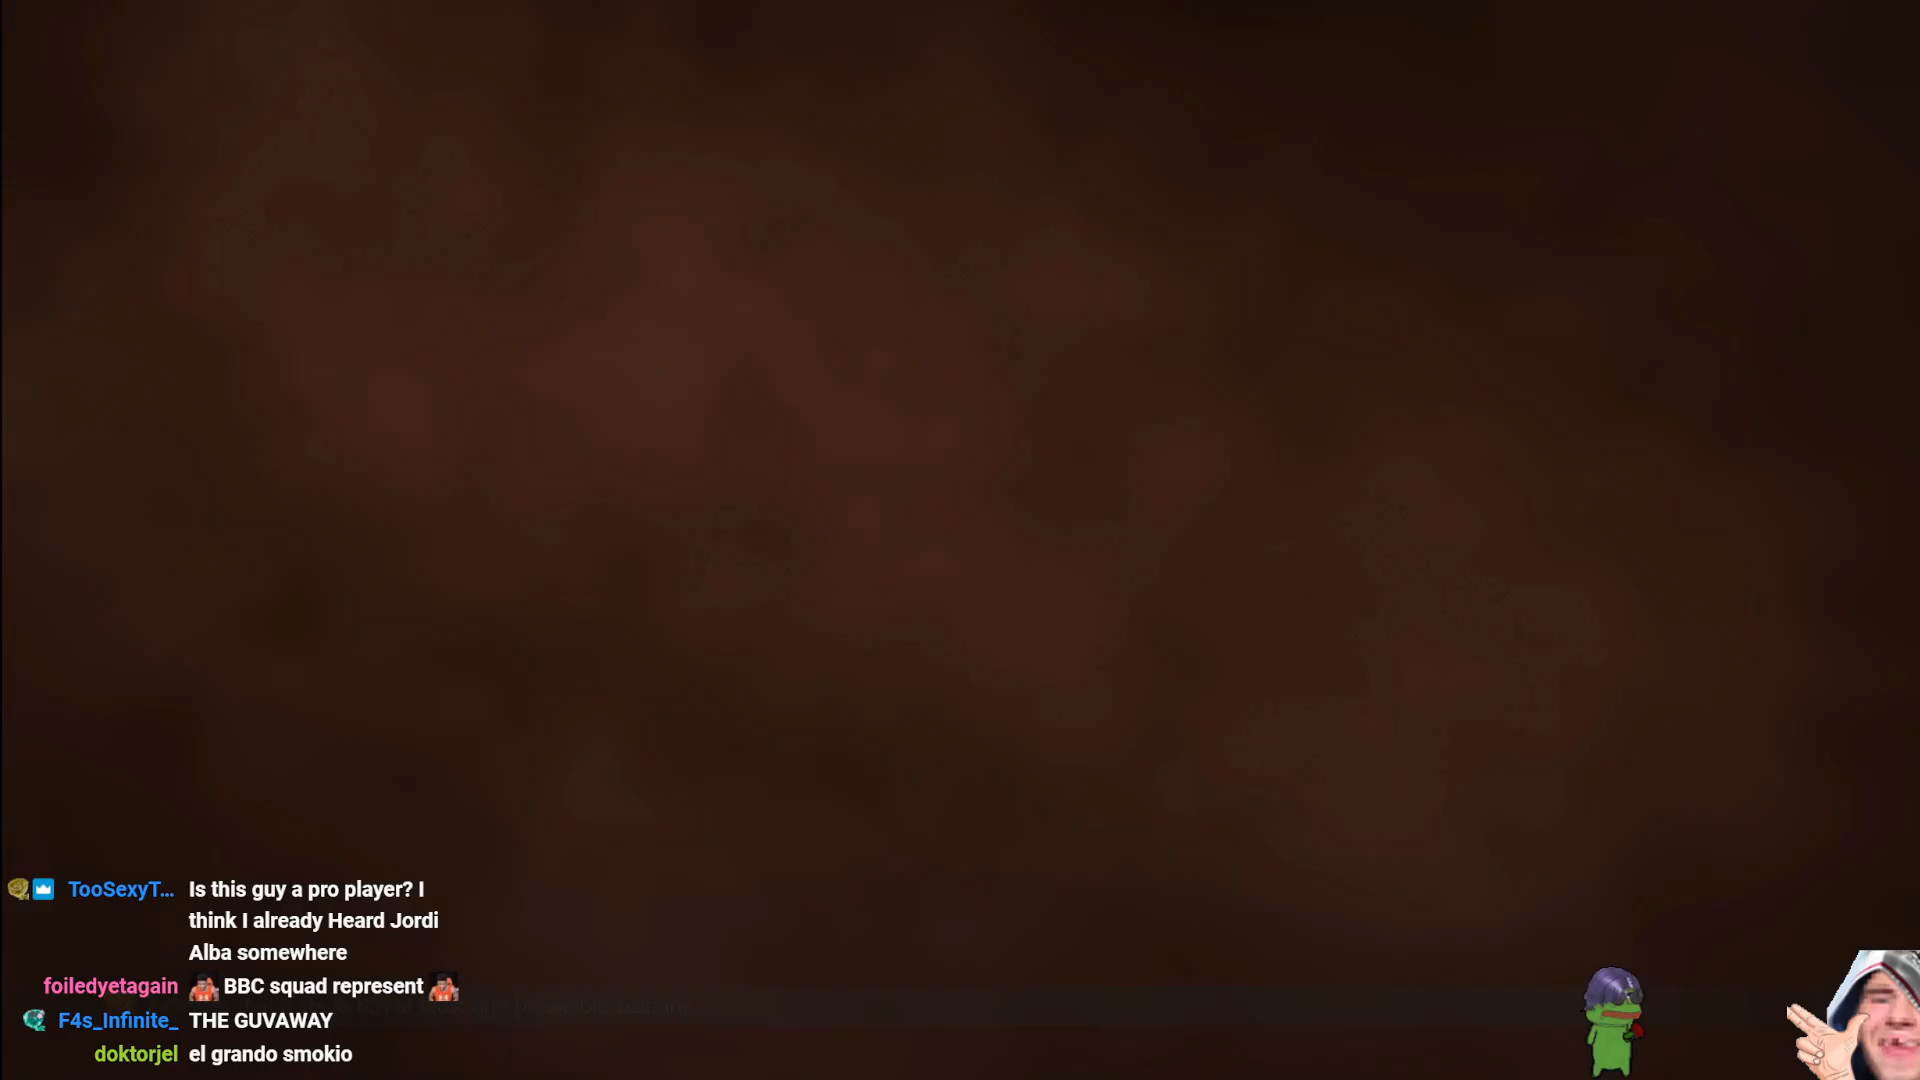 TooSexyT... Is this guy a pro player? I
think I already Heard Jordi
Alba somewhere
foiledyetagain BBC squad represent
F4s_Infinite_ THE GUVAWAY
doktorjel el grando smokio